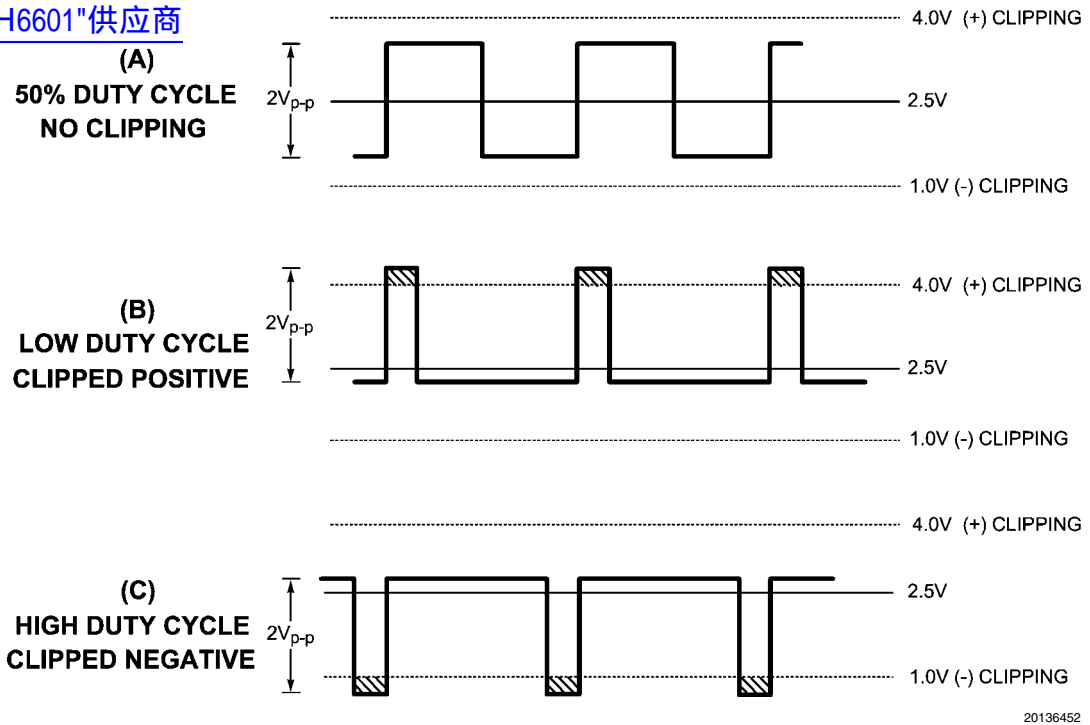 H6601"供应商
(A)
50% DUTY CYCLE
NO CLIPPING
2Vp-p
4.0V (+) CLIPPING
2.5V
1.0V (-) CLIPPING
(B)
LOW DUTY CYCLE
CLIPPED POSITIVE
2Vp-p
4.0V (+) CLIPPING
2.5V
1.0V (-) CLIPPING
(C)
HIGH DUTY CYCLE
CLIPPED NEGATIVE
2Vp-p
4.0V (+) CLIPPING
2.5V
1.0V (-) CLIPPING
20136452